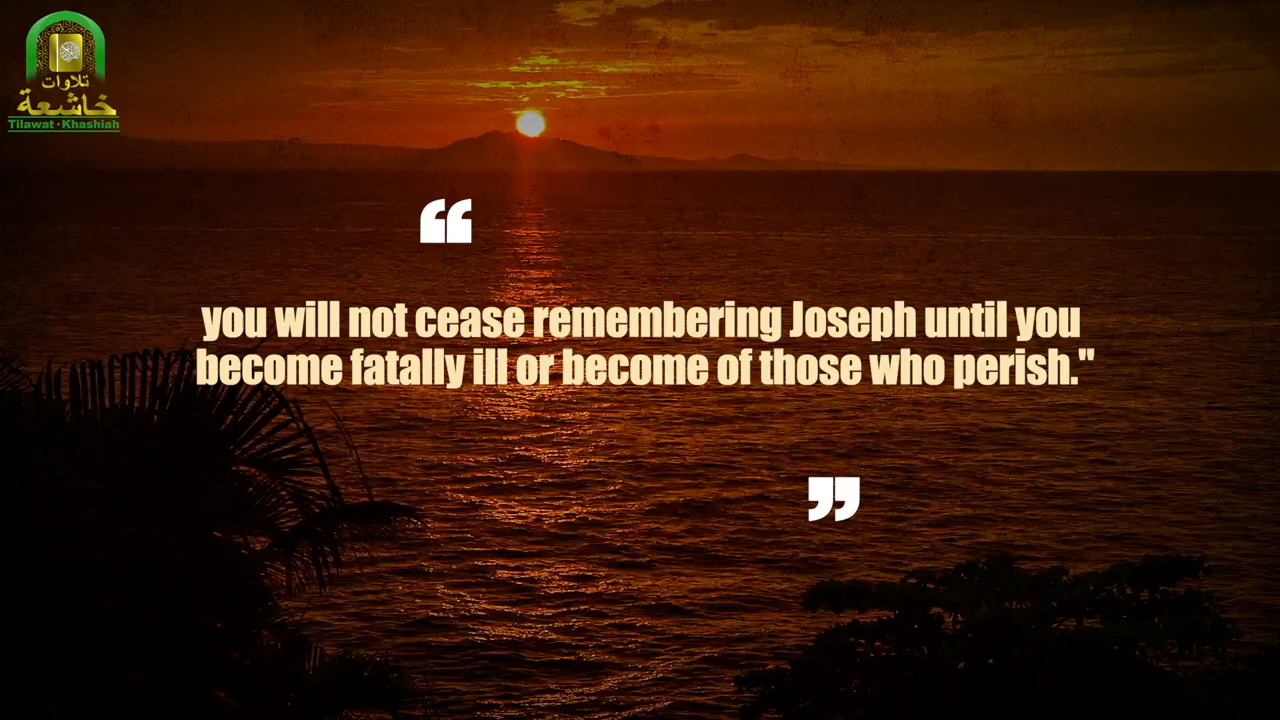 تلاوات
خاشعة
Tilawat · Khashiah
“
you will not cease remembering Joseph until you
become fatally ill or become of those who perish."
”